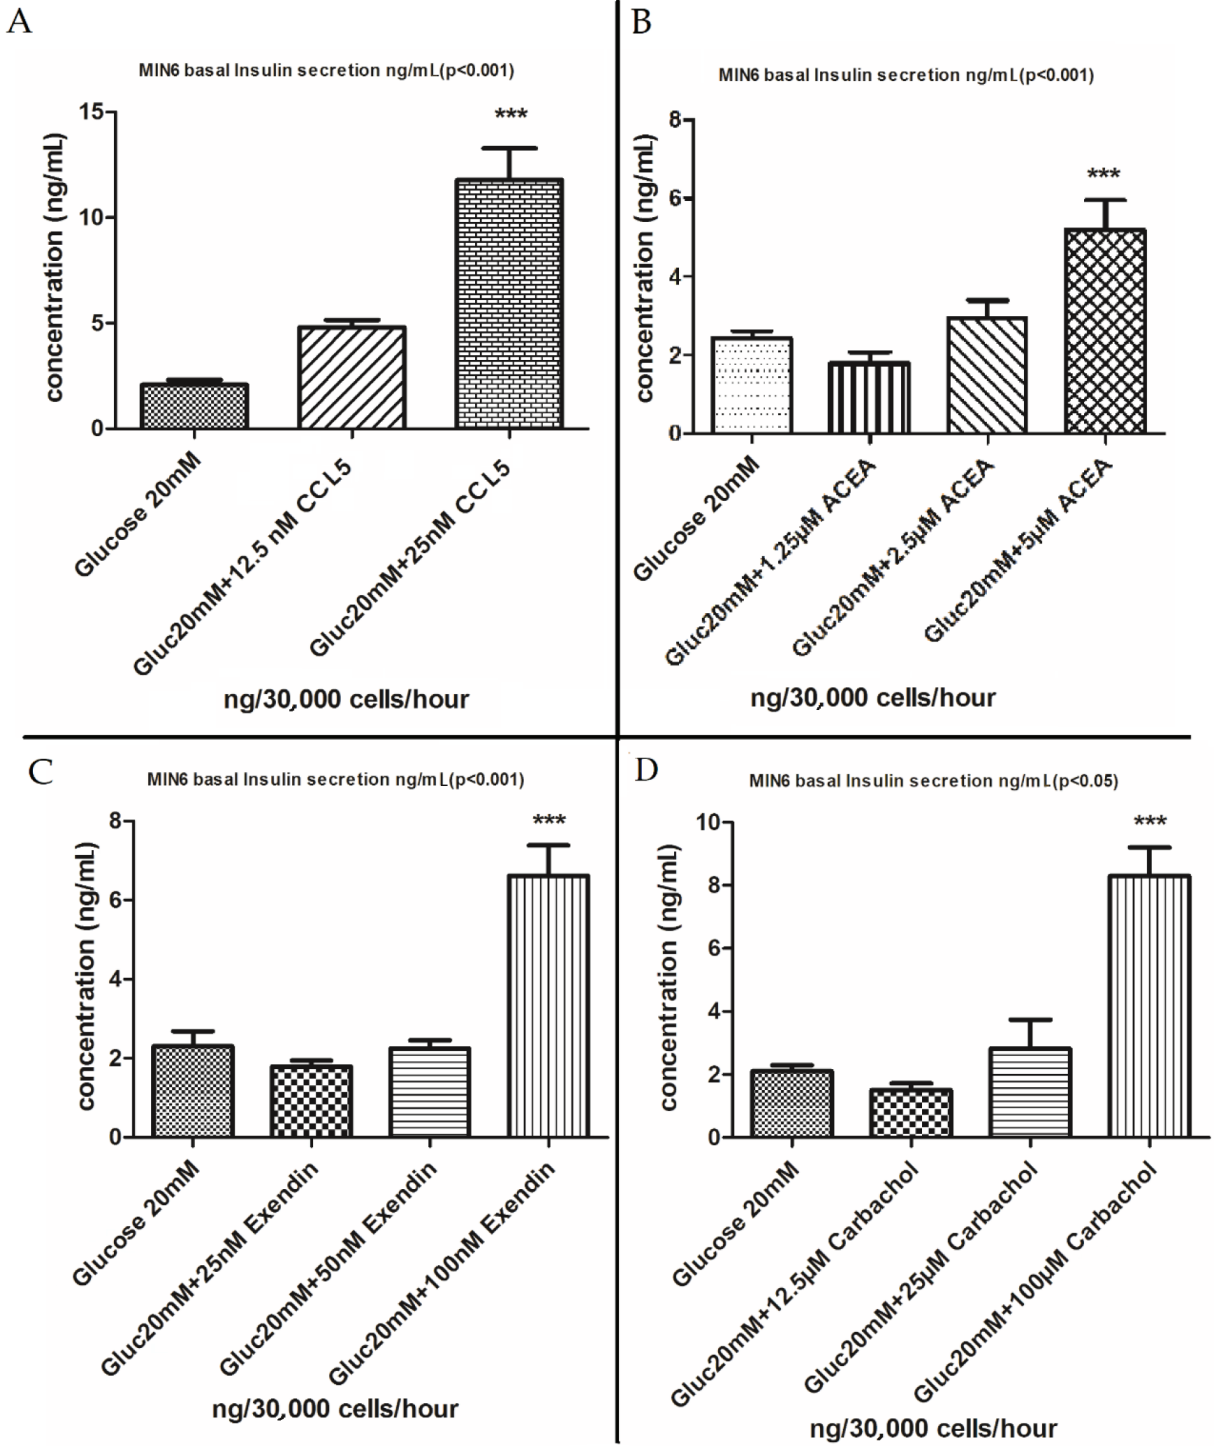 A
MIN6 basal Insulin secretion ng/mL(p<0.001)
concentration (ng/mL)
15
10
5
0
***
Glucose 20mM
Gluc20mM+12.5 nM CCL5
Gluc20mM+25nM CCL5
ng/30,000 cells/hour
B
MIN6 basal Insulin secretion ng/mL(p<0.001)
concentration (ng/mL)
8
6
4
2
0
***
Glucose 20mM
Gluc20mM+1.25µM ACEA
Gluc20mM+2.5µM ACEA
Gluc20mM+5µM ACEA
ng/30,000 cells/hour
C
MIN6 basal Insulin secretion ng/mL(p<0.001)
concentration (ng/mL)
8
6
4
2
0
***
Glucose 20mM
Gluc20mM+25nM Exendin
Gluc20mM+50nM Exendin
Gluc20mM+100nM Exendin
ng/30,000 cells/hour
D
MIN6 basal Insulin secretion ng/mL(p<0.05)
concentration (ng/mL)
10
8
6
4
2
0
***
Glucose 20mM
Gluc20mM+12.5µM Carbachol
Gluc20mM+25µM Carbachol
Gluc20mM+100µM Carbachol
ng/30,000 cells/hour